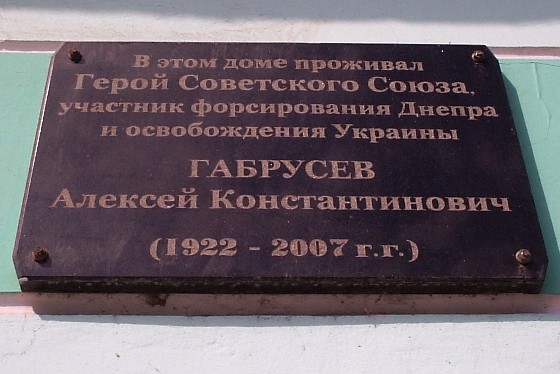 В этом доме проживал
Герой Советского Союза,
участник форсирования Днепра
и освобождения Украины
ГАБРУСЕВ
Алексей Константинович
(1922 - 2007 г.г.)